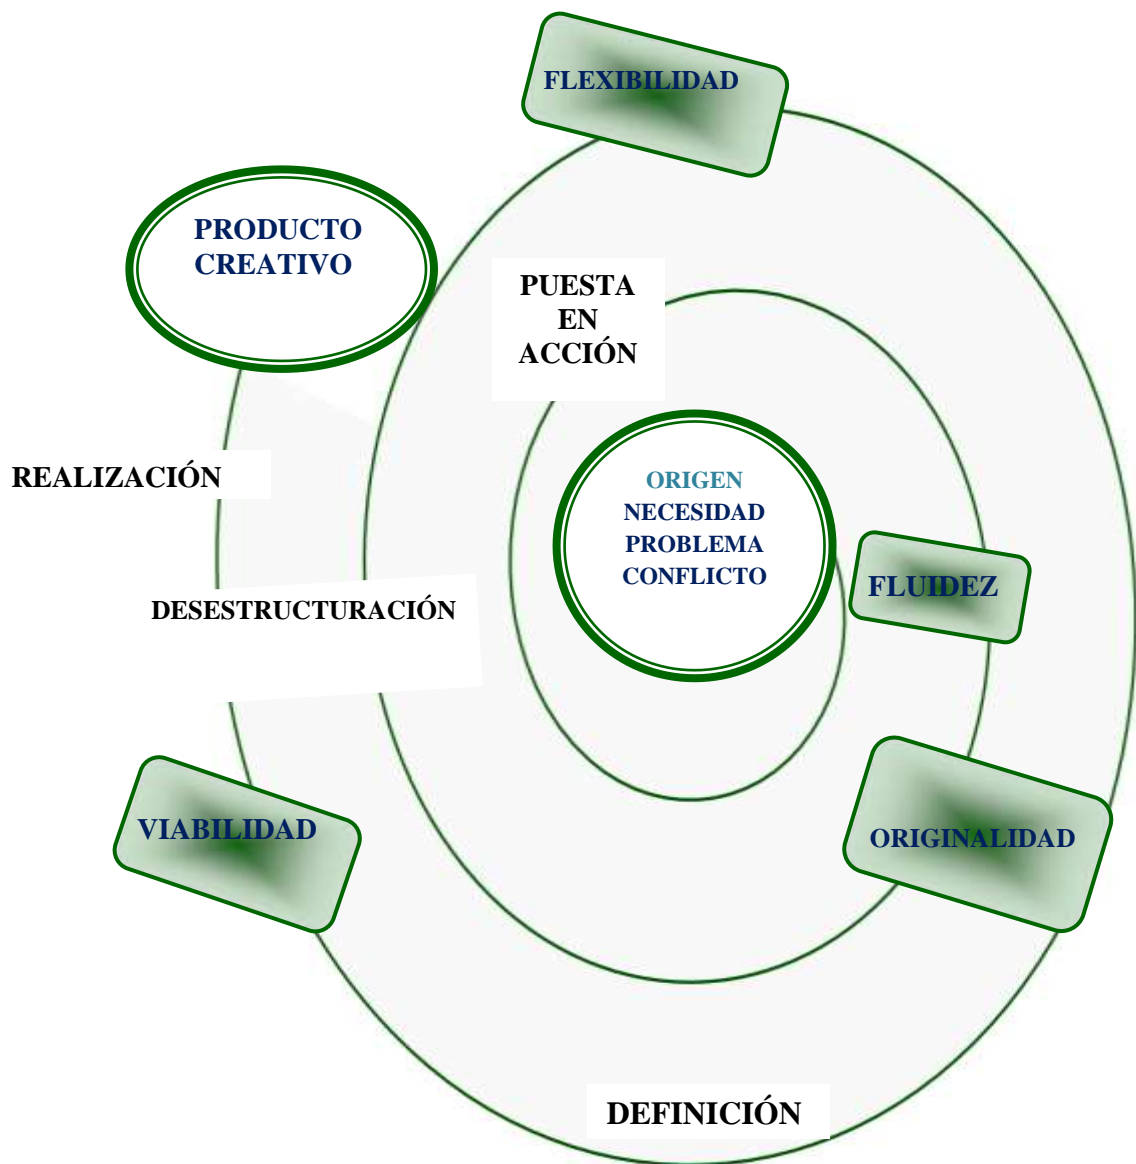 FLEXIBILIDAD
PRODUCTO
CREATIVO
PUESTA
EN
ACCIÓN
REALIZACIÓN
ORIGEN
NECESIDAD
PROBLEMA
CONFLICTO
FLUIDEZ
DESESTRUCTURACIÓN
VIABILIDAD
ORIGINALIDAD
DEFINICIÓN